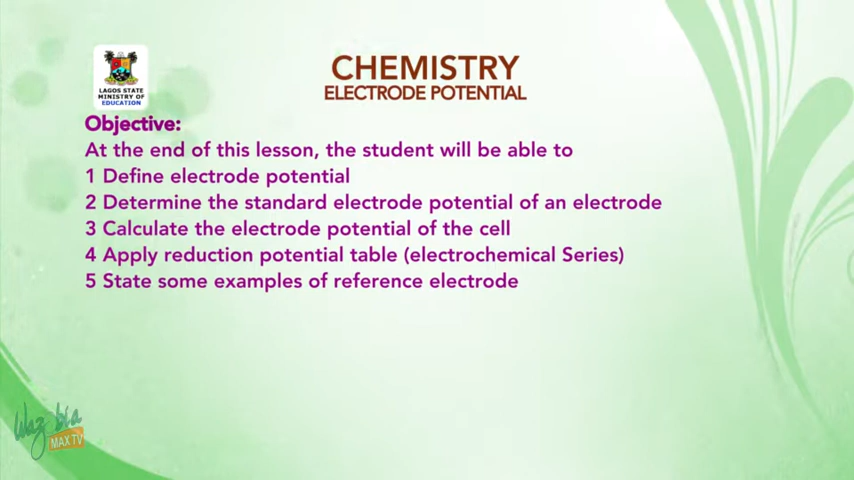 LAGOS STATE
MINISTRY OF
EDUCATION
CHEMISTRY
ELECTRODE POTENTIAL
Objective:
At the end of this lesson, the student will be able to
1 Define electrode potential
2 Determine the standard electrode potential of an electrode
3 Calculate the electrode potential of the cell
4 Apply reduction potential table (electrochemical Series)
5 State some examples of reference electrode
Wazobia
MAX TV